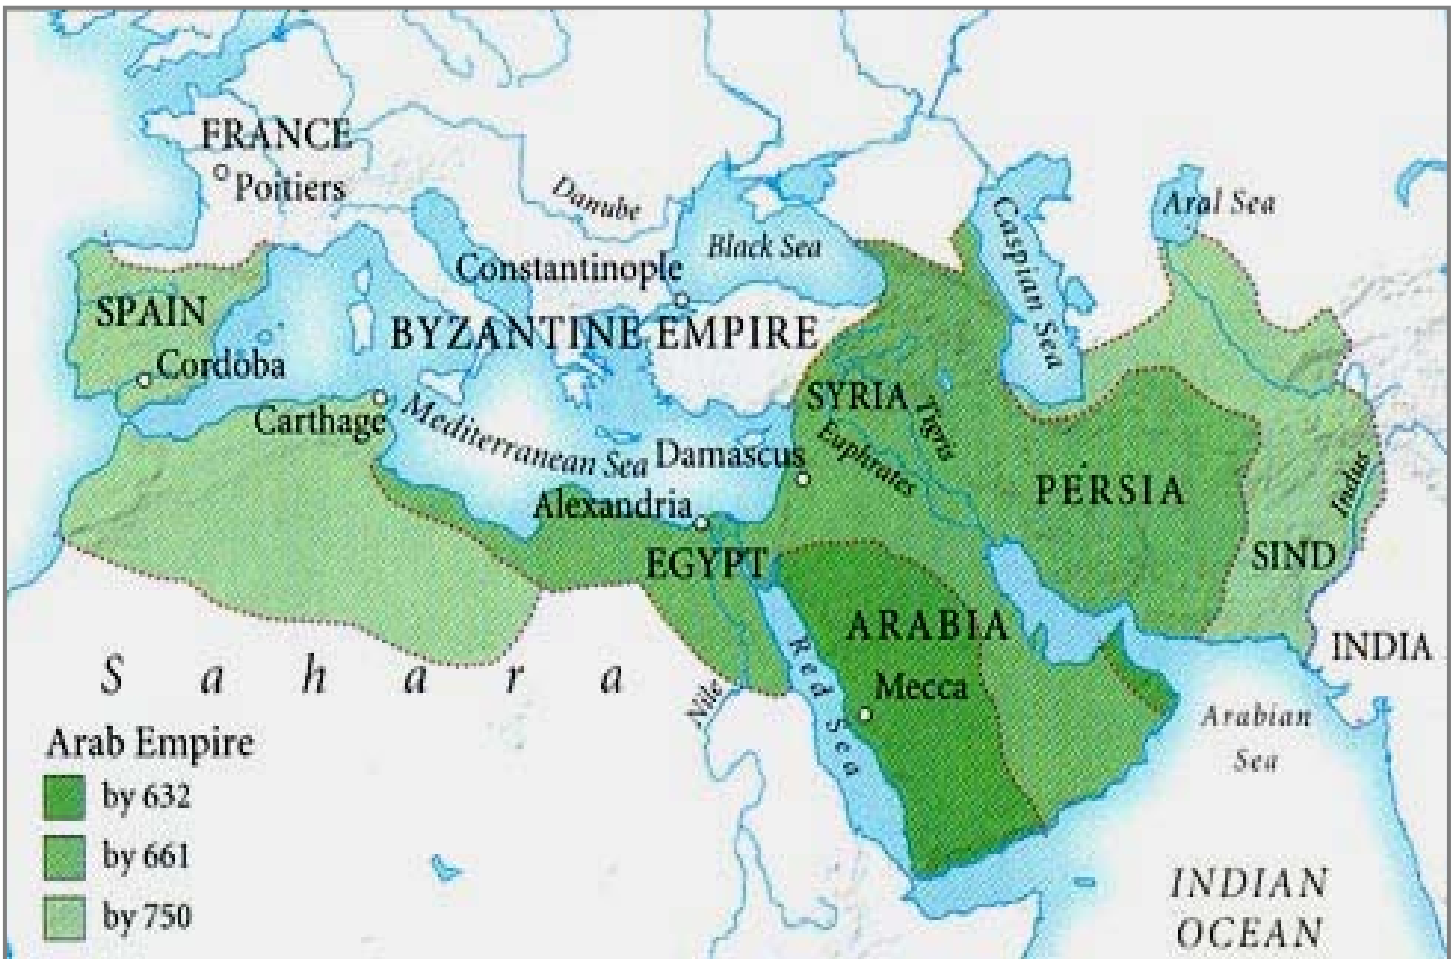 FRANCE
Poitiers
Danube
Black Sea
Caspian Sea
Aral Sea
Constantinople
SPAIN
BYZANTINE EMPIRE
Cordoba
Carthage
Mediterranean Sea
SYRIA
Tigris
Euphrates
Damascus
Alexandria
PERSIA
Indus
EGYPT
SIND
ARABIA
INDIA
Sahara
Nile
Red Sea
Mecca
Arabian
Sea
Arab Empire
by 632
by 661
by 750
INDIAN
OCEAN